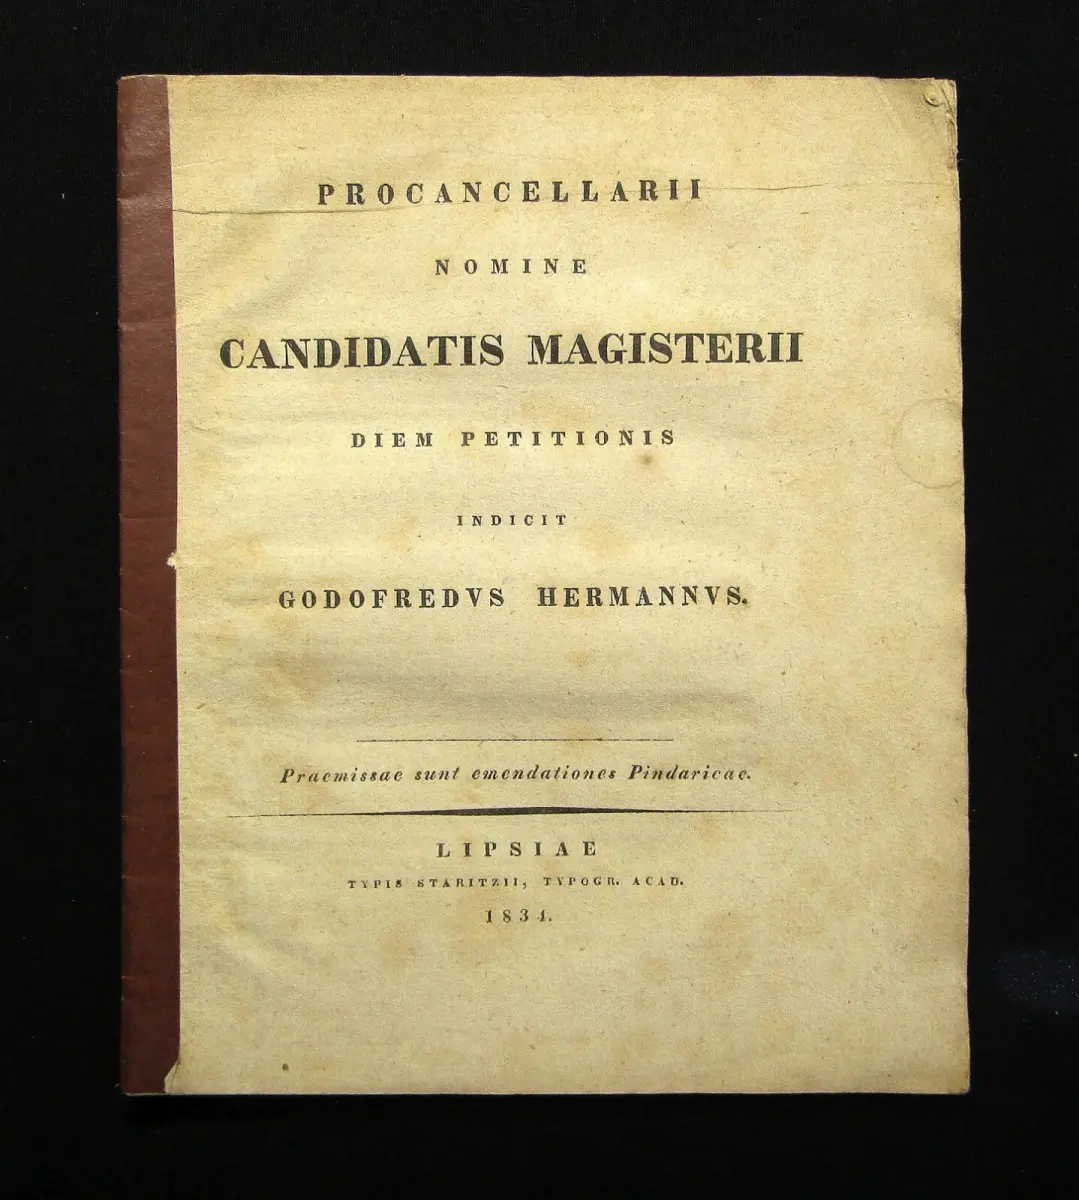 PROCANCELLARII
NOMINE
CANDIDATIS MAGISTERII
DIEM PETITIONIS
INDICIT
GODOFREDVS HERMANNVS.
Praemissae sunt emendationes Pindaricae.
LIPSIAE
TYPIS STARITZII, TYPOGR. ACAD.
1834.